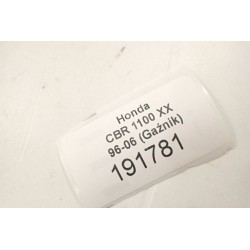 Honda
CBR 1100 XX
96-06 (Gaźnik)
191781